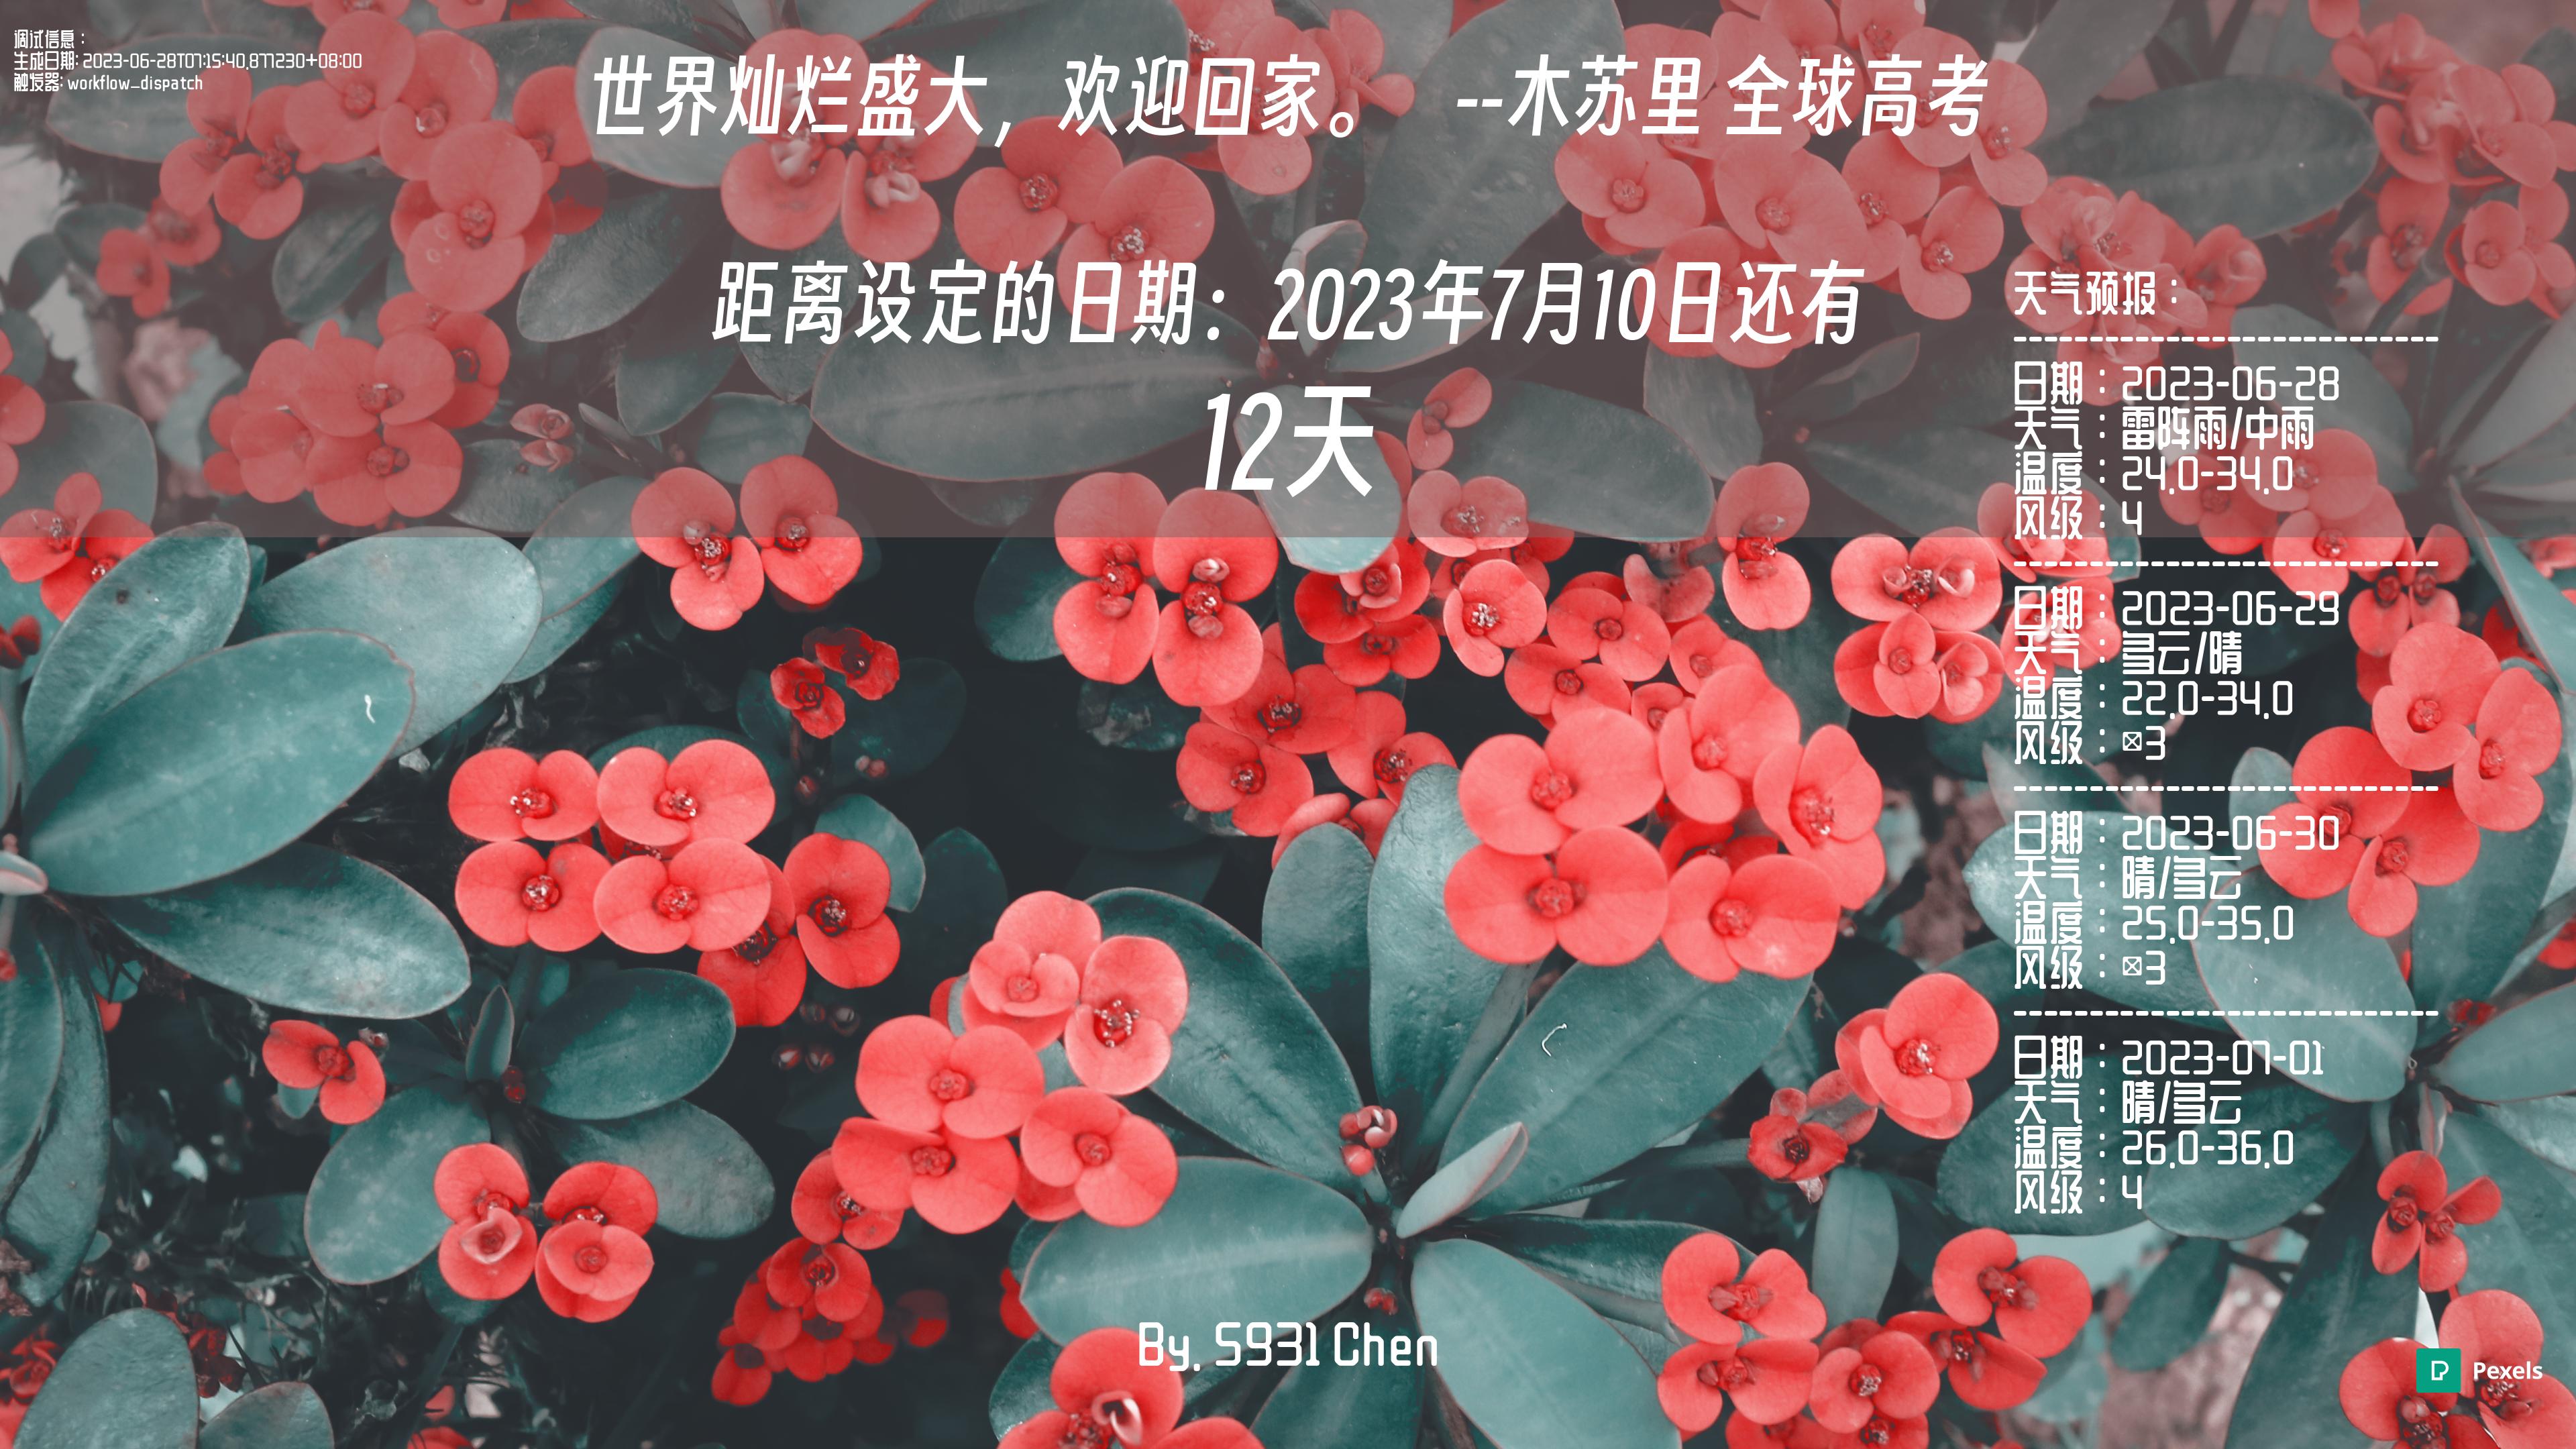 调试信息：
生成日期: 2023-06-28T07:15:40.877230+08:00
触发器: workflow_dispatch
世界灿烂盛大，欢迎回家。 --木苏里 全球高考
距离设定的日期：2023年7月10日还有
12天
天气预报：
----------------------------
日期：2023-06-28
天气：雷阵雨/中雨
温度：24.0-34.0
风级：4
----------------------------
日期：2023-06-29
天气：多云/晴
温度：22.0-34.0
风级：☒3
----------------------------
日期：2023-06-30
天气：晴/多云
温度：25.0-35.0
风级：☒3
----------------------------
日期：2023-07-01
天气：晴/多云
温度：26.0-36.0
风级：4
By. S931 Chen
Pexels